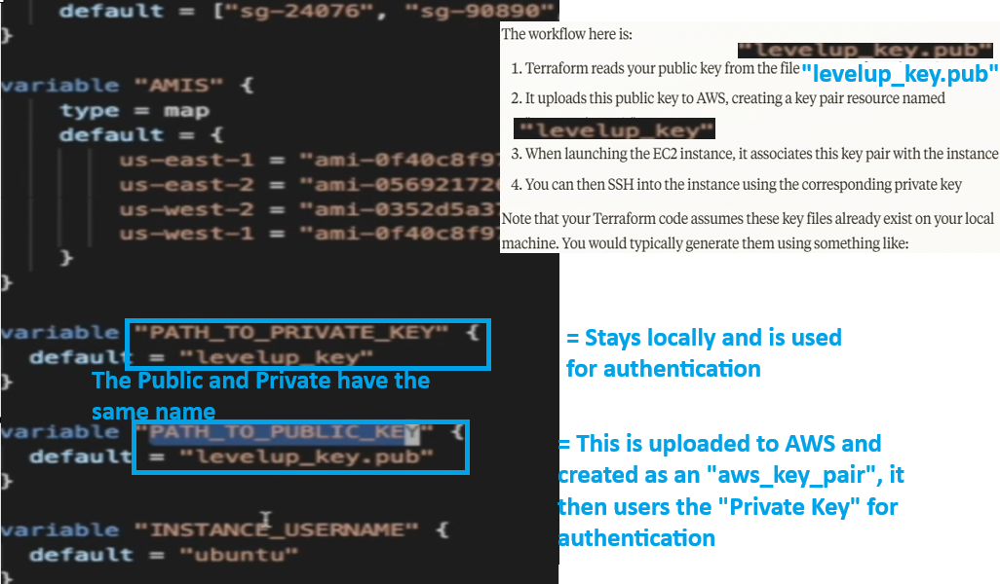 default = ["sg-24076", "sg-90890"
}
variable "AMIS" {
type = map
default = {
us-east-1 = "ami-0f40c8f97
us-east-2 = "ami-05692172
us-west-2 = "ami-0352d5a37
us-west-1 = "ami-0f40c8f97
}
}
variable "PATH_TO_PRIVATE_KEY" {
default = "levelup_key"
}
The Public and Private have the
same name
variable "PATH_TO_PUBLIC_KEY" {
default = "levelup_key.pub"
}
variable "INSTANCE_USERNAME" {
default = "ubuntu"
}
The workflow here is:
"levelup_key.pub"
1. Terraform reads your public key from the file "levelup_key.pub"
2. It uploads this public key to AWS, creating a key pair resource named
"levelup_key"
3. When launching the EC2 instance, it associates this key pair with the instance
4. You can then SSH into the instance using the corresponding private key
Note that your Terraform code assumes these key files already exist on your local
machine. You would typically generate them using something like:
= Stays locally and is used
for authentication
= This is uploaded to AWS and
created as an "aws_key_pair", it
then users the "Private Key" for
authentication